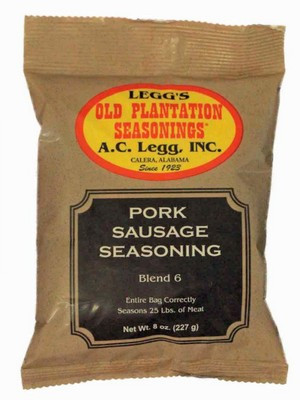 LEGG'S
OLD PLANTATION
SEASONINGS
A.C. LEGG, INC.
CALERA, ALABAMA
Since 1923
PORK
SAUSAGE
SEASONING
Blend 6
Entire Bag Correctly
Seasons 25 Lbs. of Meat
Net Wt. 8 oz. (227 g)